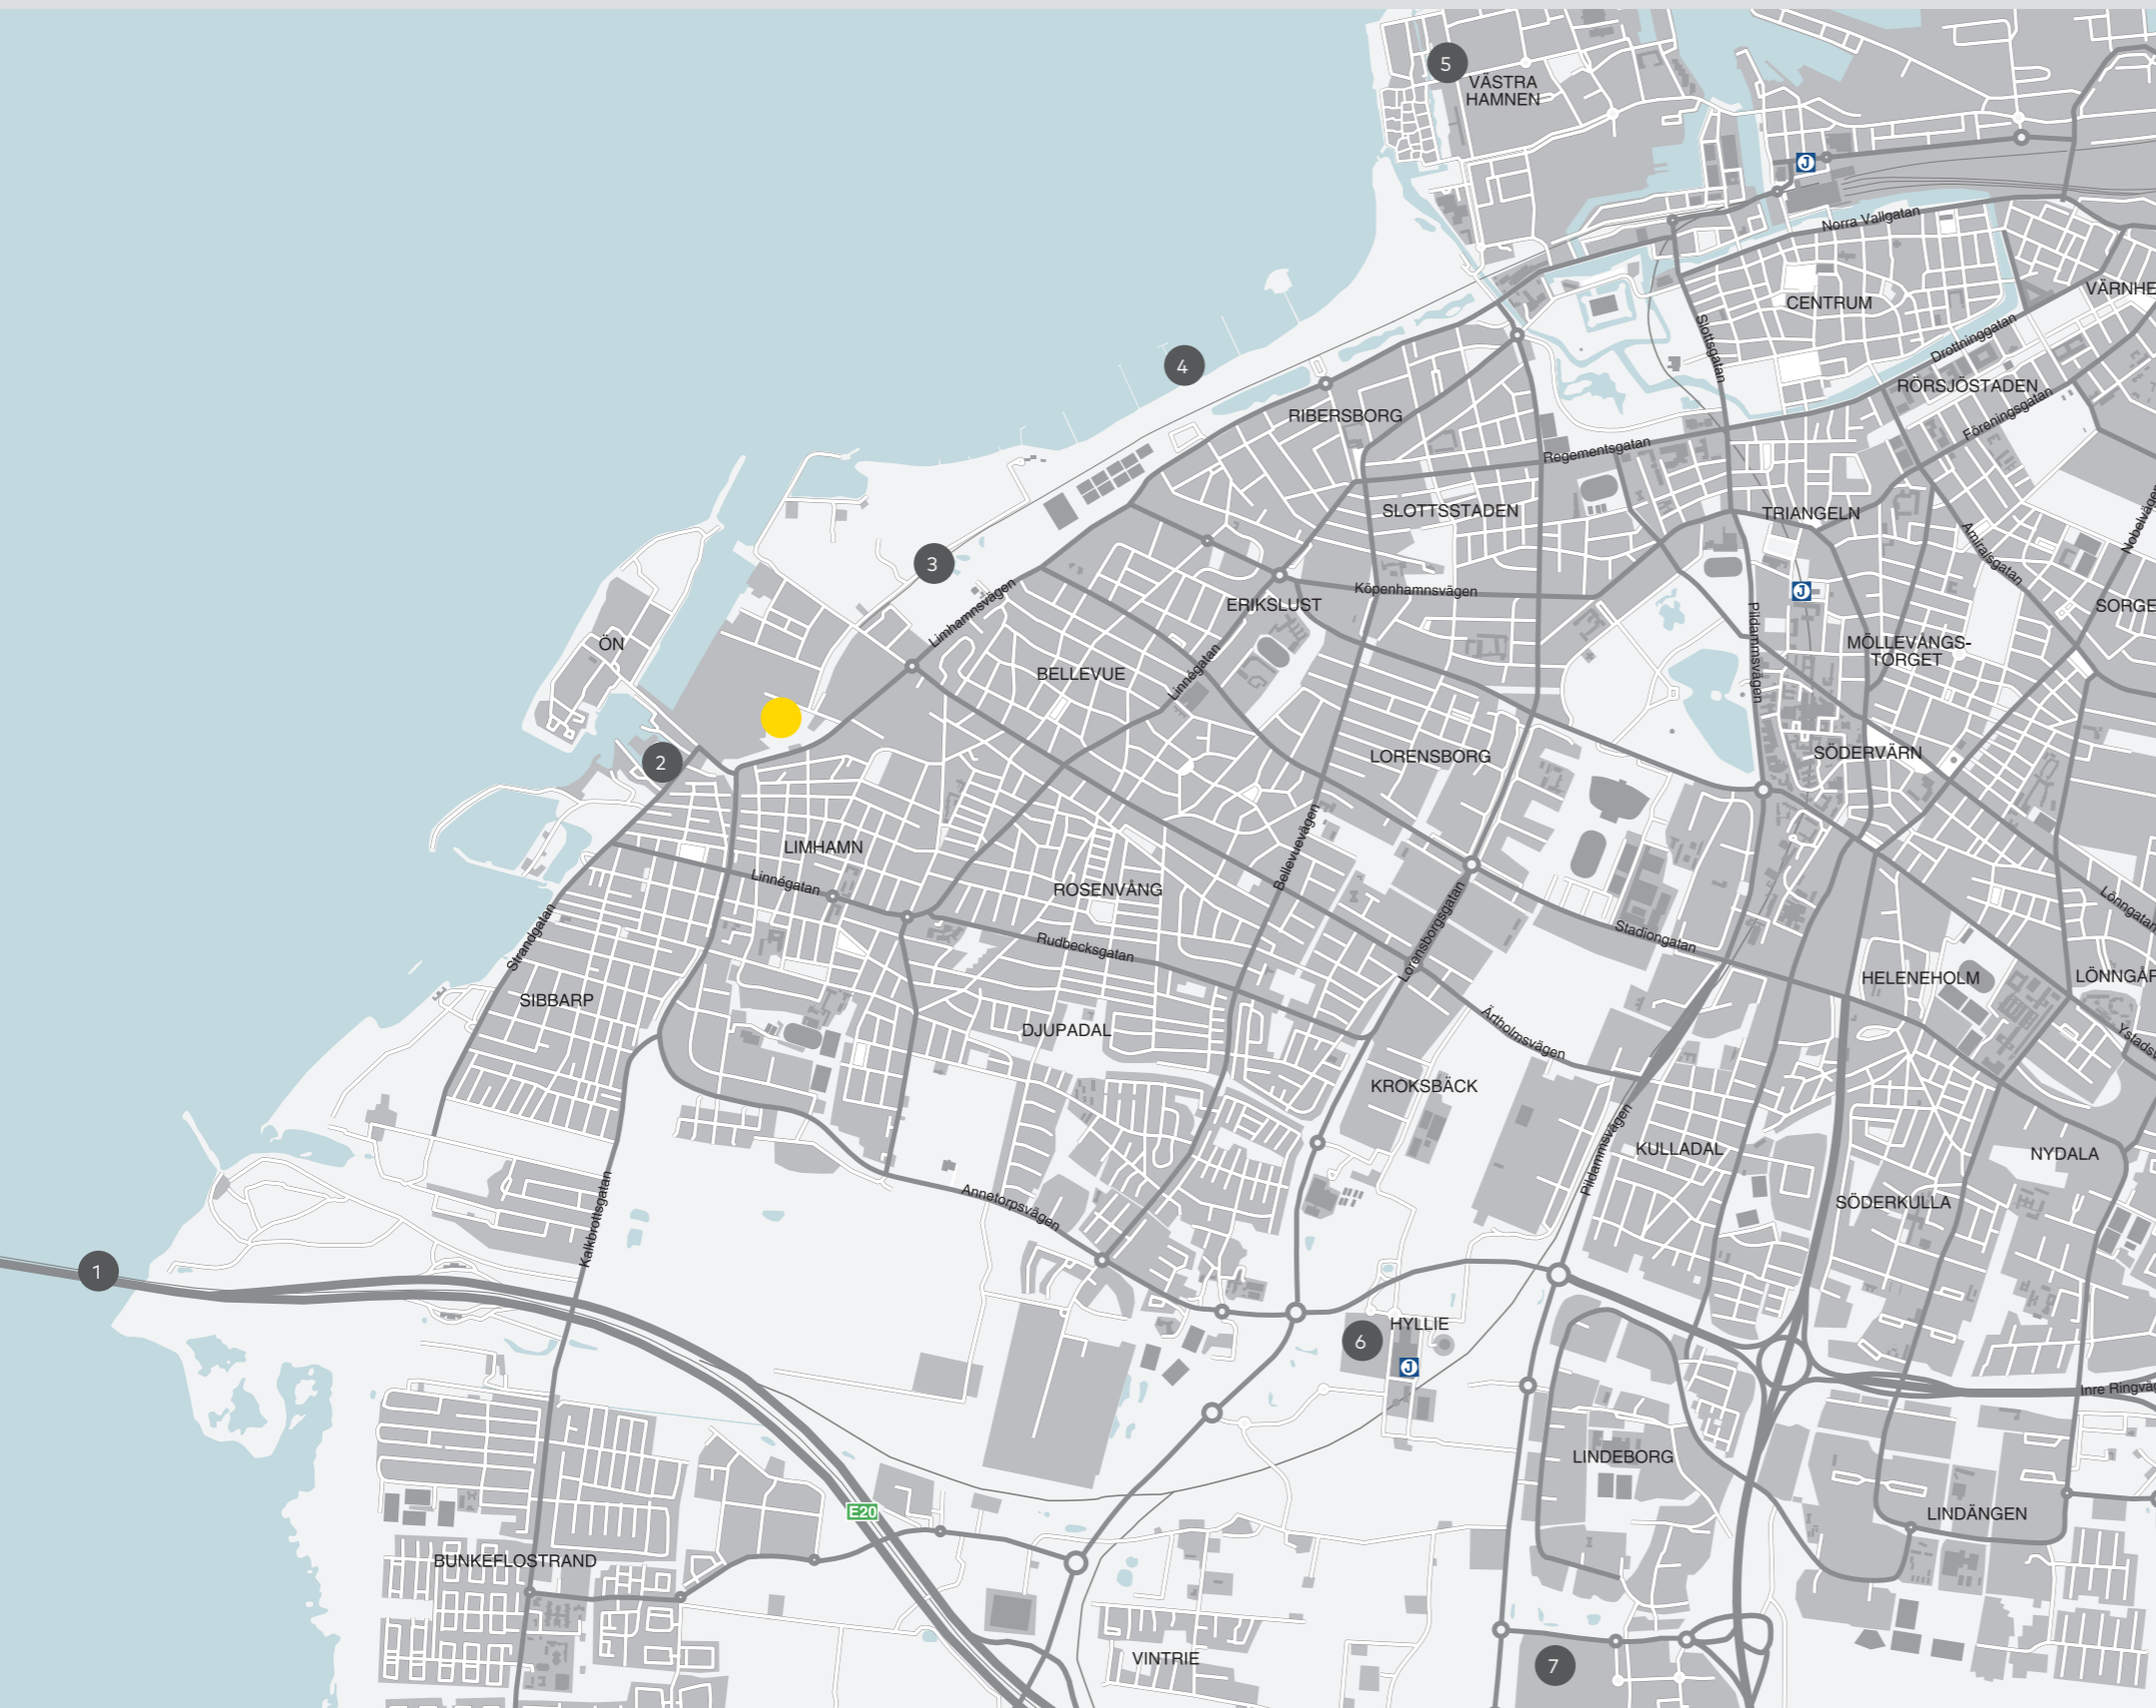 5
VÄSTRA
HAMNEN
J
Norra Vallgatan
VÄRNHE
CENTRUM
Slottsgatan
Drottninggatan
4
RÖRSJÖSTADEN
RIBERSBORG
Föreningsgatan
Regementsgatan
SLOTTSSTADEN
TRIANGELN
Nobelvägen
Amiralsgatan
3
Köpenhamnsvägen
J
ERIKSLUST
SORGE
Limhamnsvägen
Pildammsvägen
ÖN
MÖLLEVÅNGS-
TORGET
BELLEVUE
Linnégatan
2
LORENSBORG
SÖDERVÄRN
LIMHAMN
Bellevuevägen
Linnégatan
ROSENVÅNG
Lönngatan
Strandgatan
Rudbecksgatan
Lorensborgsgatan
Stadiongatan
HELENEHOLM
LÖNNGÅR
SIBBARP
DJUPADAL
Ärtholmsvägen
Ystadsv
KROKSBÄCK
Pildammsvägen
KULLADAL
NYDALA
Annetorpsvägen
SÖDERKULLA
Kalkbrottsgatan
1
HYLLIE
6
J
Inre Ringvä
LINDEBORG
E20
LINDÄNGEN
BUNKEFLOSTRAND
VINTRIE
7